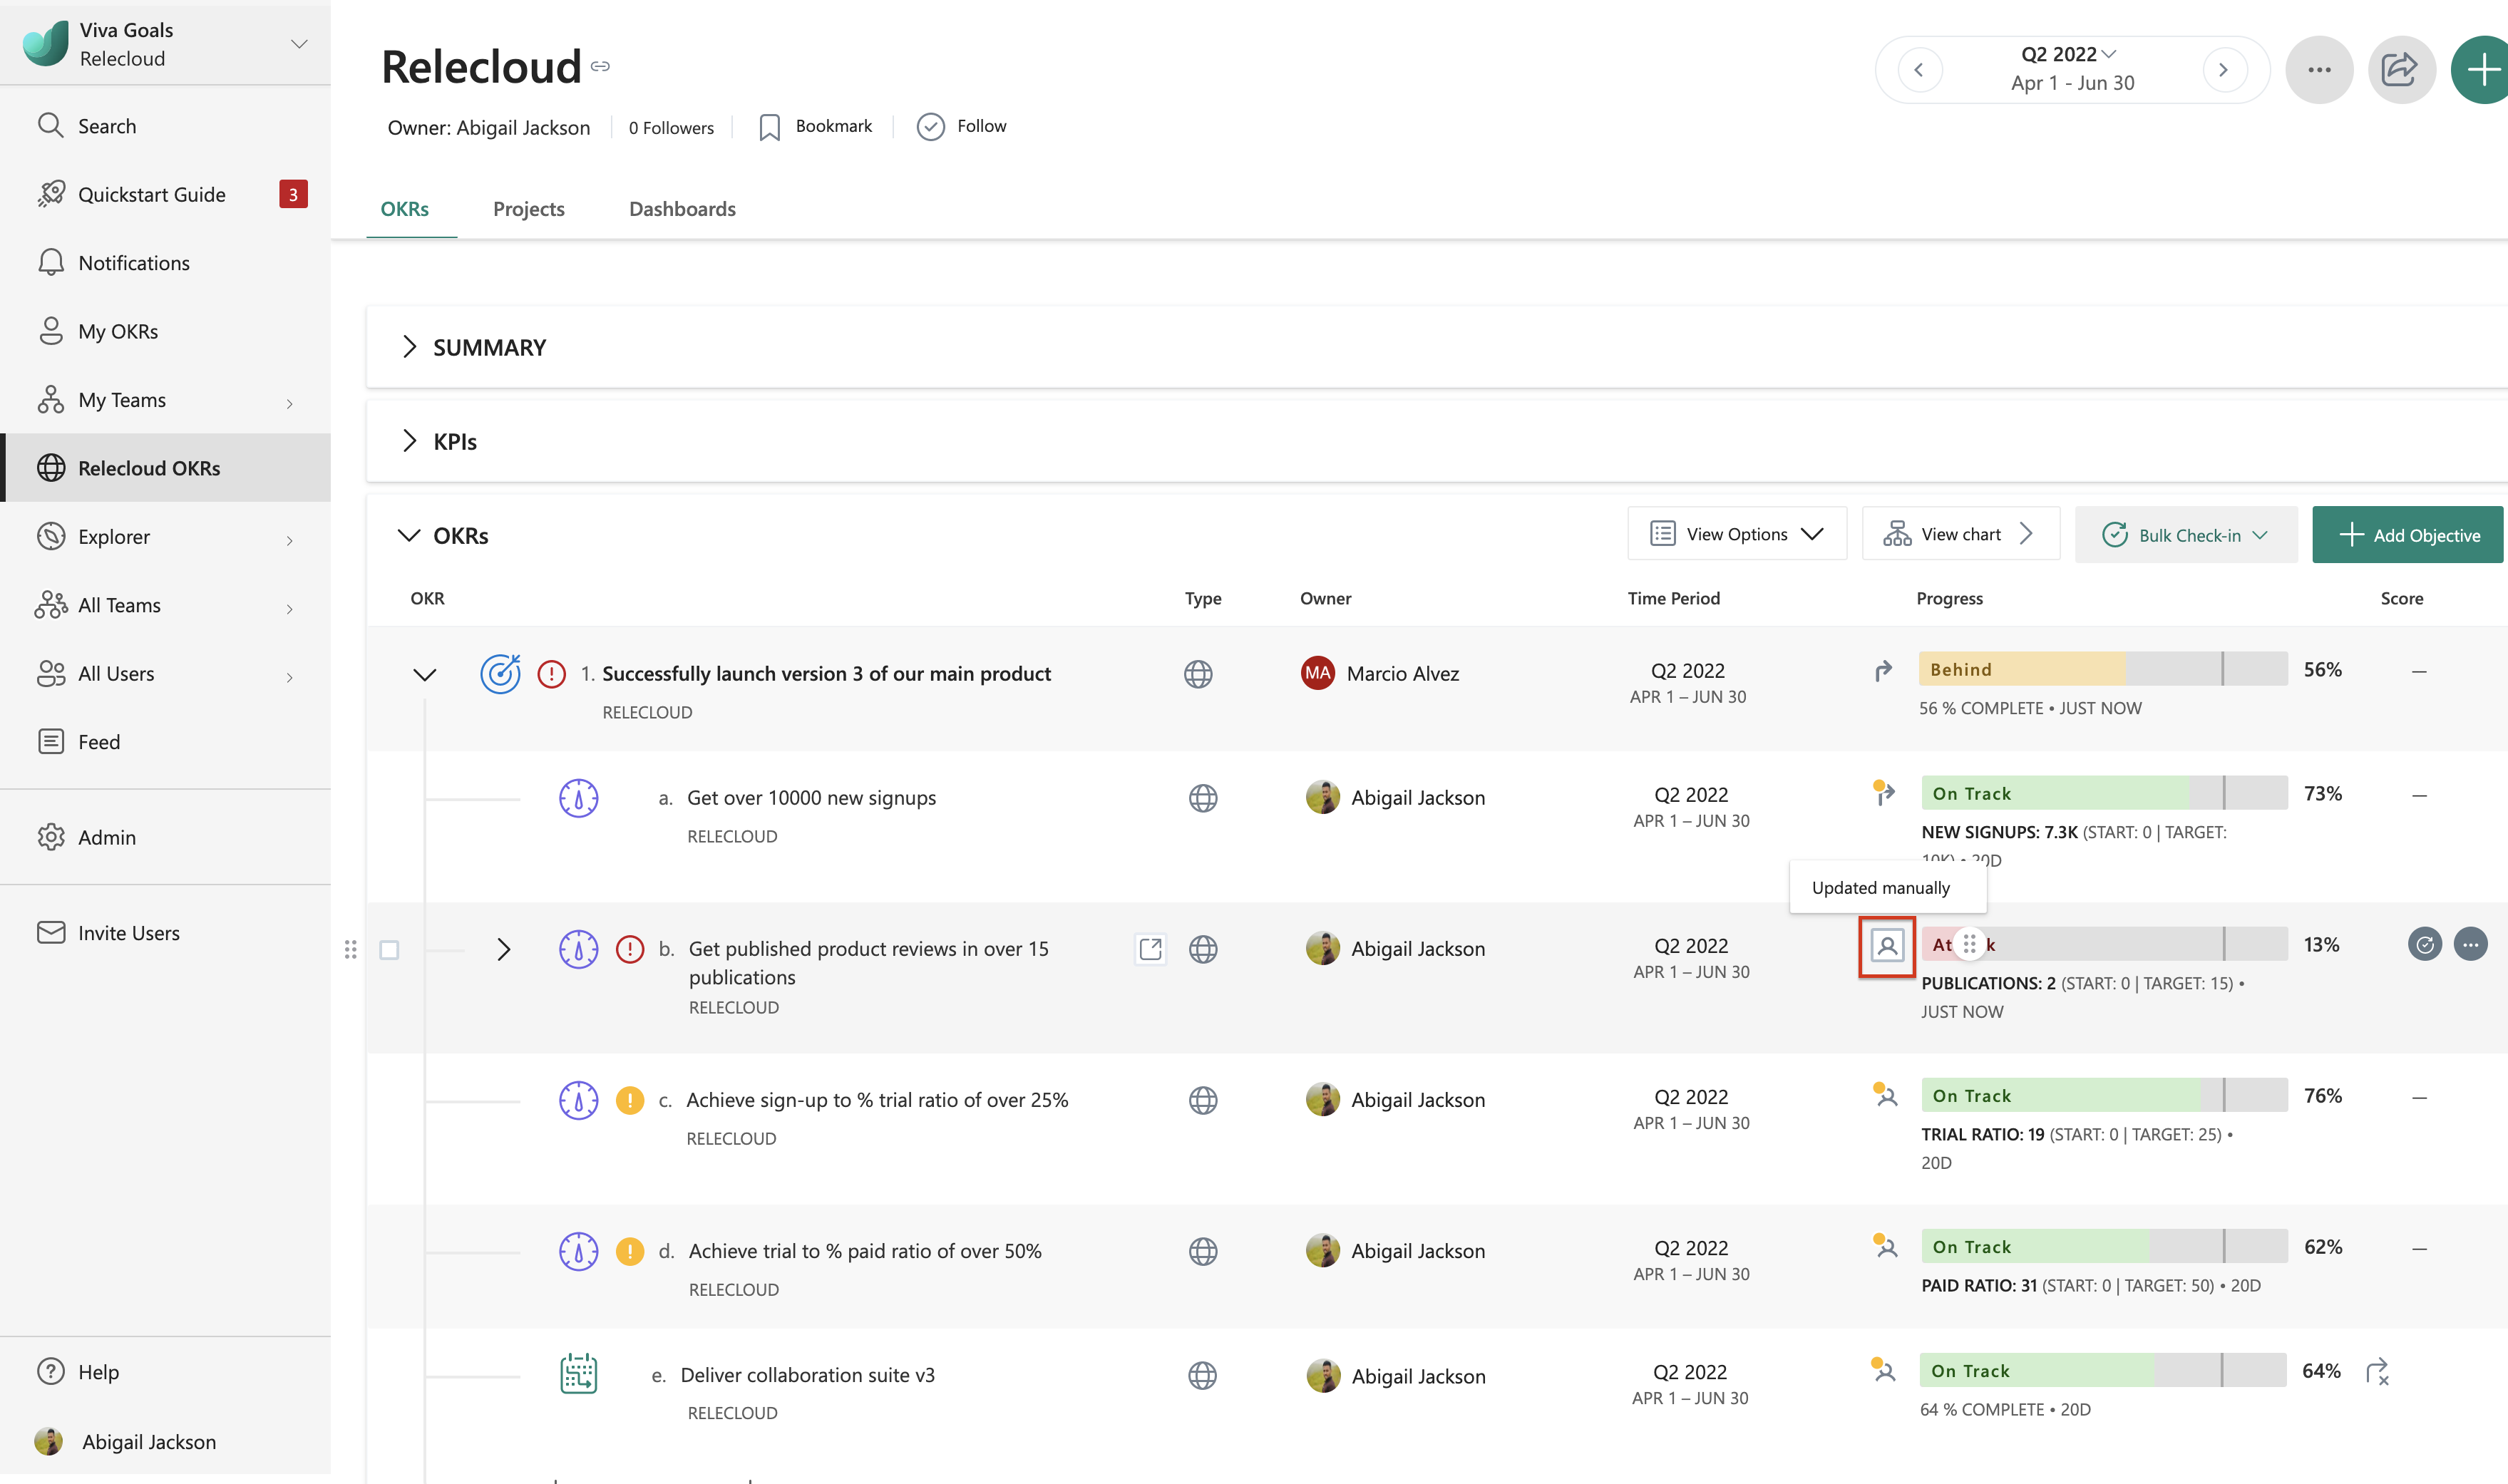 Viva Goals
Relecloud
Search
Quickstart Guide
3
Notifications
My OKRs
My Teams
Relecloud OKRs
Explorer
All Teams
All Users
Feed
Admin
Invite Users
Help
Abigail Jackson
Relecloud
Owner: Abigail Jackson
0 Followers
Bookmark
Follow
Q2 2022
Apr 1 - Jun 30
OKRs
Projects
Dashboards
SUMMARY
KPIs
OKRs
View Options
View chart
Bulk Check-in
Add Objective
OKR
Type
Owner
Time Period
Progress
Score
1. Successfully launch version 3 of our main product
RELECLOUD
MA
Marcio Alvez
Q2 2022
APR 1 – JUN 30
Behind
56%
—
56 % COMPLETE • JUST NOW
a. Get over 10000 new signups
RELECLOUD
Abigail Jackson
Q2 2022
APR 1 – JUN 30
On Track
73%
—
NEW SIGNUPS: 7.3K (START: 0 | TARGET:
10K) • 20D
Updated manually
b. Get published product reviews in over 15
publications
RELECLOUD
Abigail Jackson
Q2 2022
APR 1 – JUN 30
13%
PUBLICATIONS: 2 (START: 0 | TARGET: 15) •
JUST NOW
c. Achieve sign-up to % trial ratio of over 25%
RELECLOUD
Abigail Jackson
Q2 2022
APR 1 – JUN 30
On Track
76%
—
TRIAL RATIO: 19 (START: 0 | TARGET: 25) •
20D
d. Achieve trial to % paid ratio of over 50%
RELECLOUD
Abigail Jackson
Q2 2022
APR 1 – JUN 30
On Track
62%
—
PAID RATIO: 31 (START: 0 | TARGET: 50) • 20D
e. Deliver collaboration suite v3
RELECLOUD
Abigail Jackson
Q2 2022
APR 1 – JUN 30
On Track
64%
64 % COMPLETE • 20D